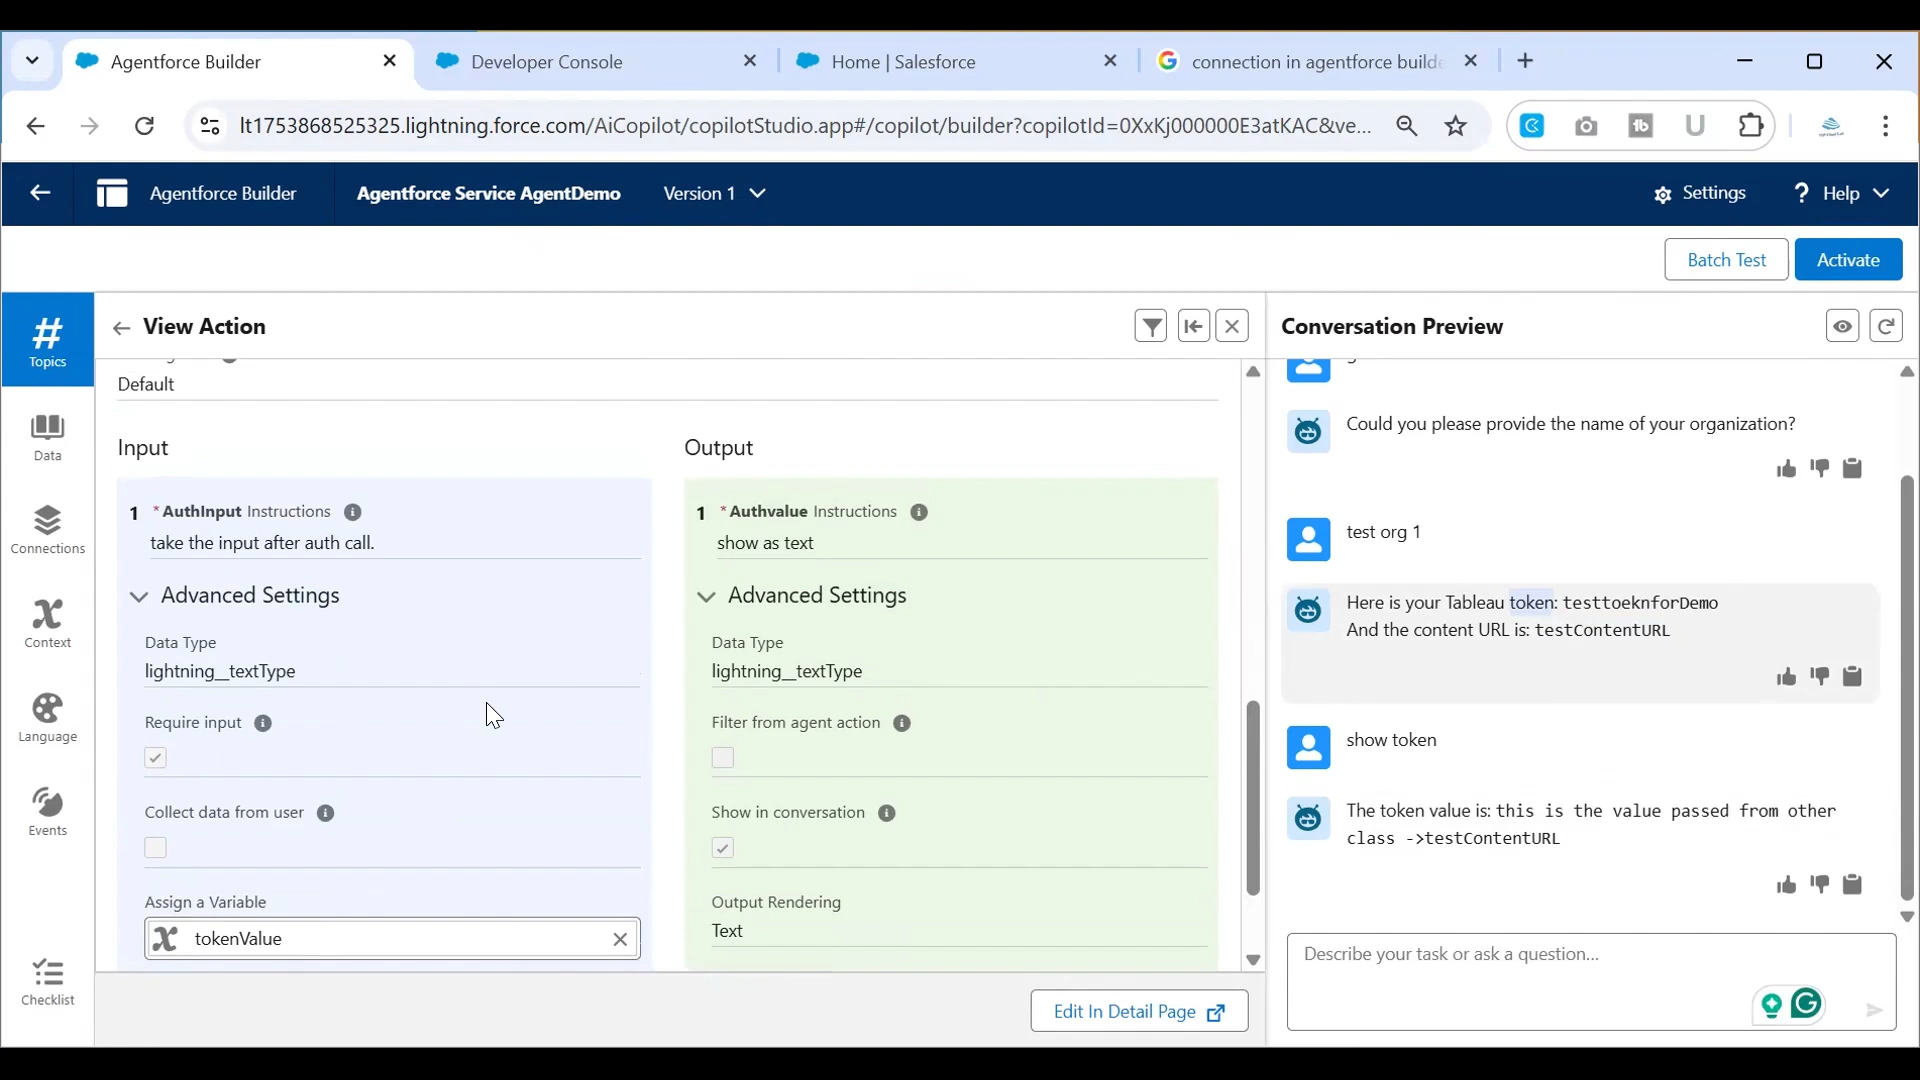 Agentforce Builder
Developer Console
Home | Salesforce
connection in agentforce builde
lt1753868525325.lightning.force.com/AiCopilot/copilotStudio.app#/copilot/builder?copilotId=0XxKj000000E3atKAC&ve...
Agentforce Builder
Agentforce Service AgentDemo
Version 1
Settings
? Help
Batch Test
Activate
Topics
Data
Connections
Context
Language
Events
Checklist
View Action
Default
Input
Output
1 * AuthInput Instructions
take the input after auth call.
Advanced Settings
Data Type
lightning__textType
Require input
Collect data from user
Assign a Variable
tokenValue
1 * Authvalue Instructions
show as text
Advanced Settings
Data Type
lightning__textType
Filter from agent action
Show in conversation
Output Rendering
Text
Edit In Detail Page
Conversation Preview
Could you please provide the name of your organization?
test org 1
Here is your Tableau token: testtoeknforDemo
And the content URL is: testContentURL
show token
The token value is: this is the value passed from other
class ->testContentURL
Describe your task or ask a question...